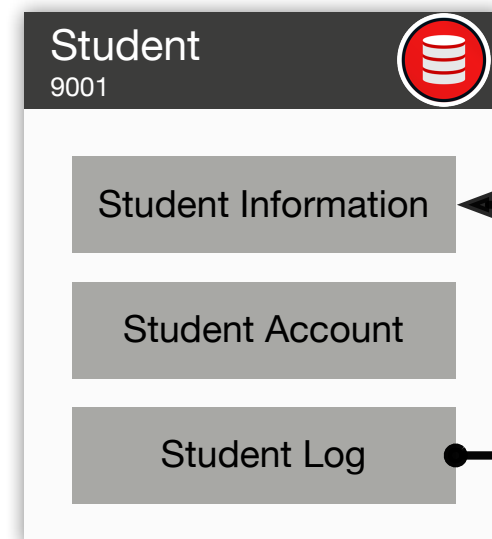 Student
9001
Student Information
Student Account
Student Log